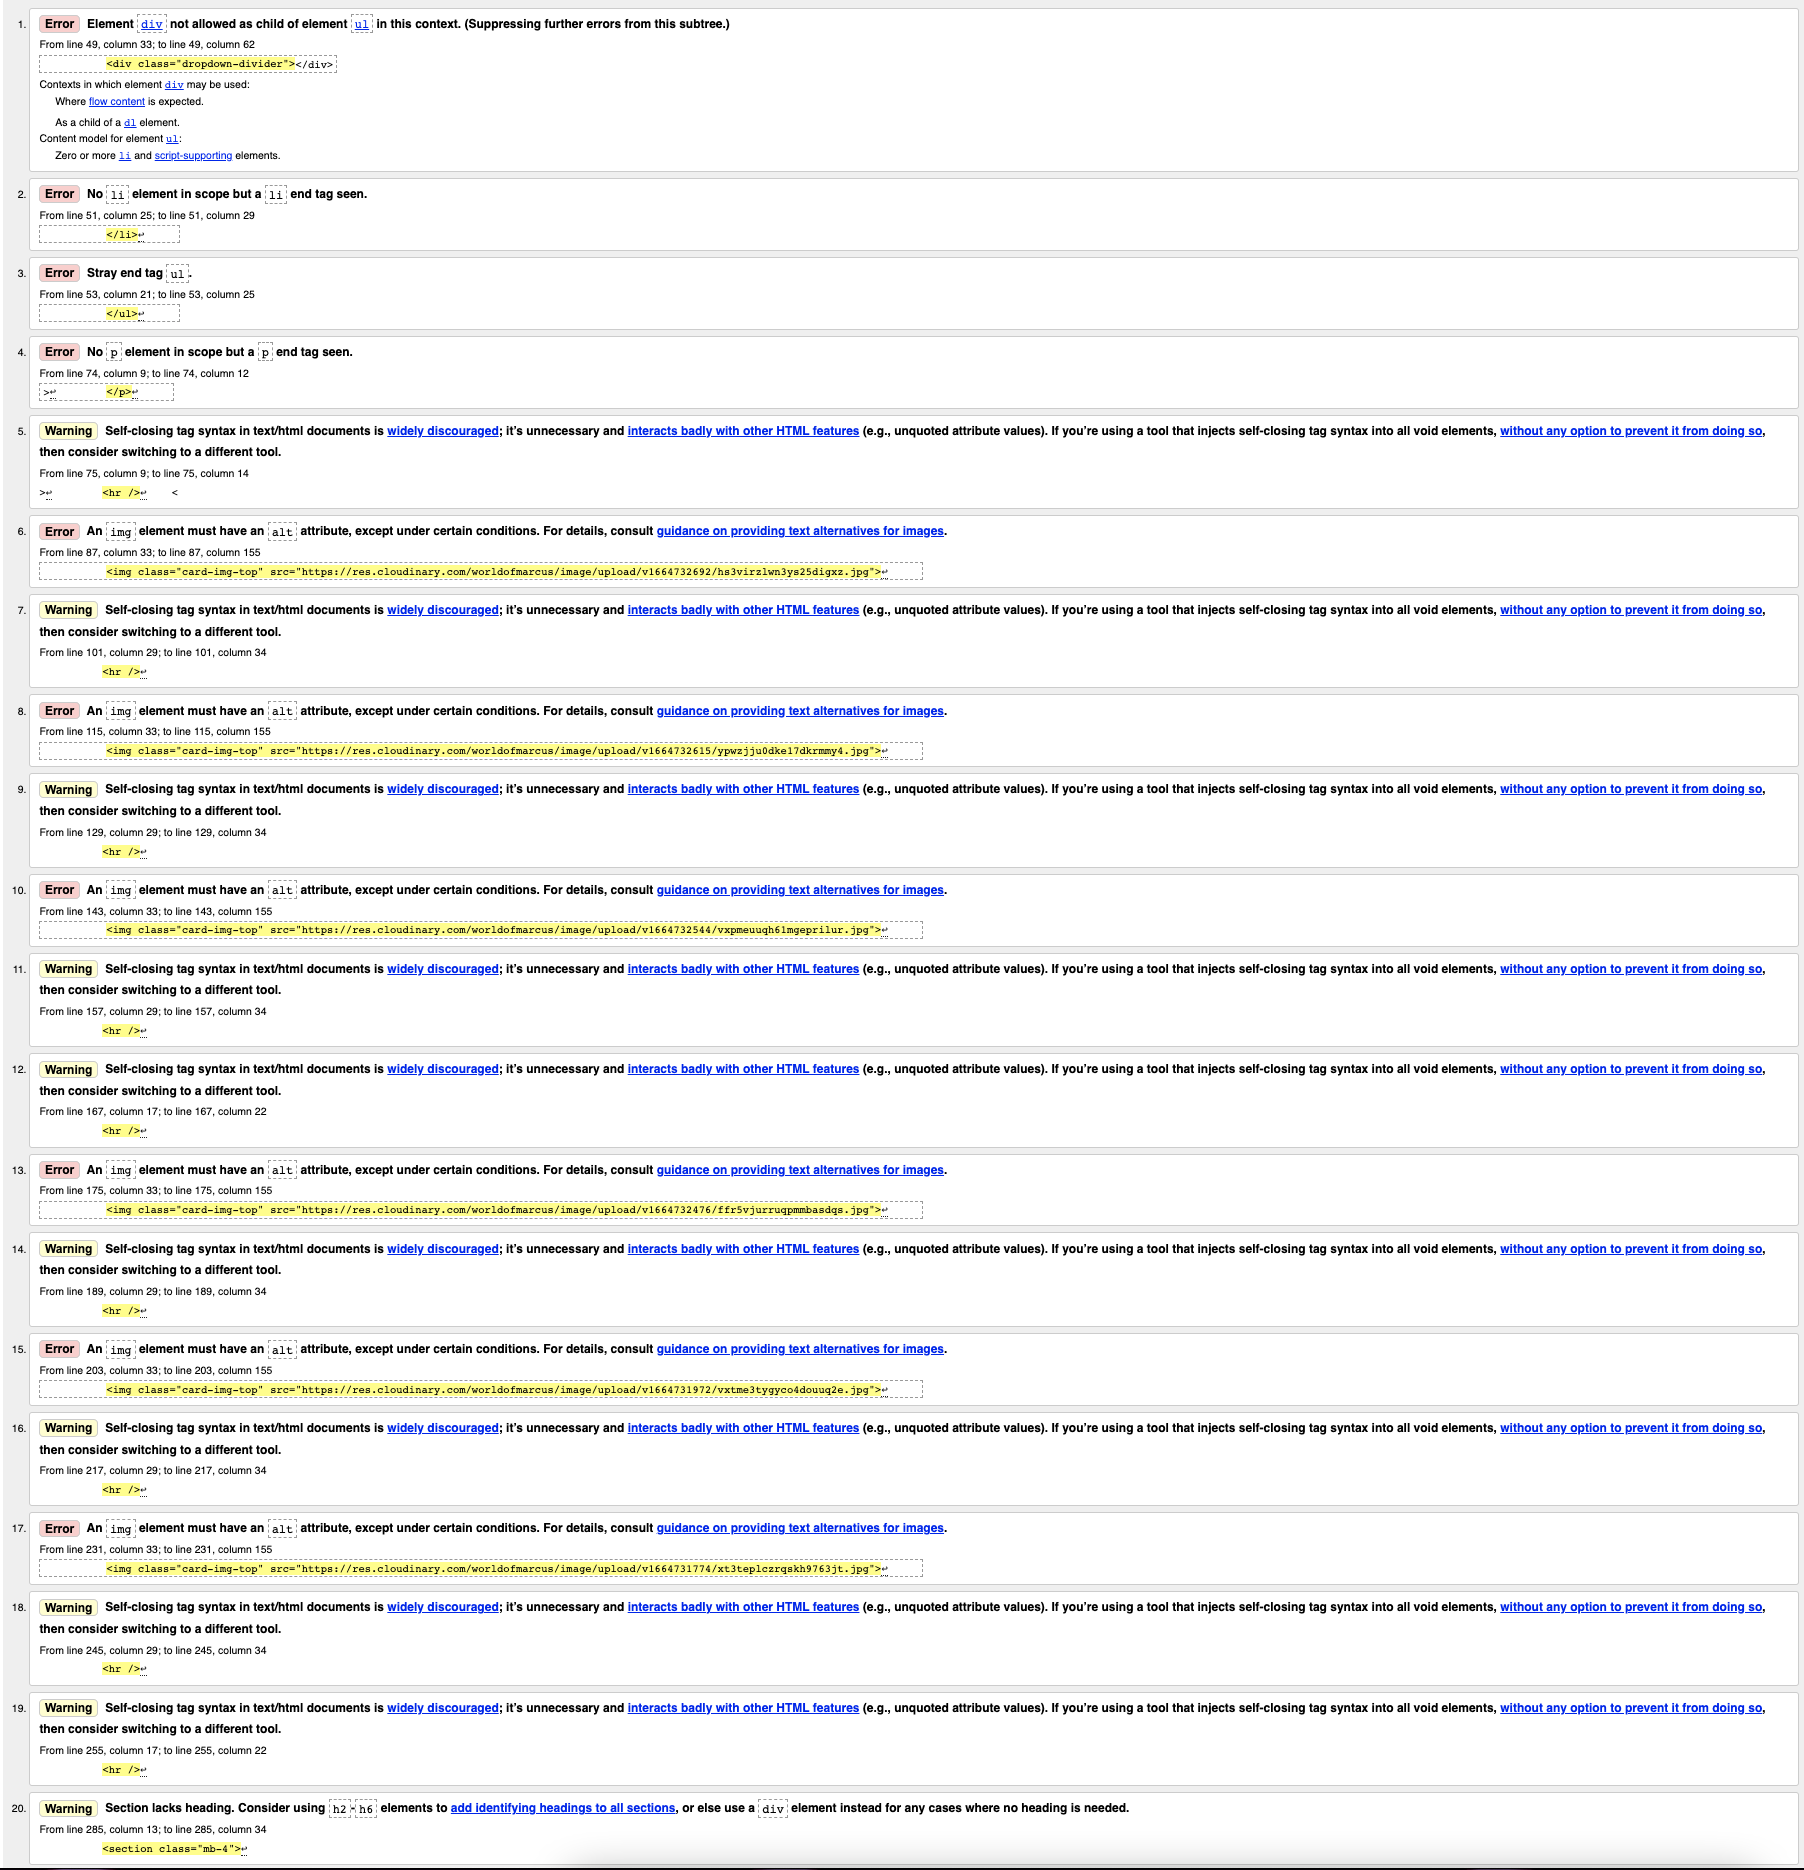 1. Error Element div not allowed as child of element ul in this context. (Suppressing further errors from this subtree.)
From line 49, column 33; to line 49, column 62
<div class="dropdown-divider"></div>
Contexts in which element div may be used:
Where flow content is expected.
As a child of a dl element.
Content model for element ul:
Zero or more li and script-supporting elements.
2. Error No li element in scope but a li end tag seen.
From line 51, column 25; to line 51, column 29
</li>↩
3. Error Stray end tag ul.
From line 53, column 21; to line 53, column 25
</ul>↩
4. Error No p element in scope but a p end tag seen.
From line 74, column 9; to line 74, column 12
>↩ </p>↩
5. Warning Self-closing tag syntax in text/html documents is widely discouraged; it’s unnecessary and interacts badly with other HTML features (e.g., unquoted attribute values). If you’re using a tool that injects self-closing tag syntax into all void elements, without any option to prevent it from doing so,
then consider switching to a different tool.
From line 75, column 9; to line 75, column 14
>↩ <hr />↩ <
6. Error An img element must have an alt attribute, except under certain conditions. For details, consult guidance on providing text alternatives for images.
From line 87, column 33; to line 87, column 155
<img class="card-img-top" src="https://res.cloudinary.com/worldofmarcus/image/upload/v1664732692/hs3virzlwn3ys25digxz.jpg">↩
7. Warning Self-closing tag syntax in text/html documents is widely discouraged; it’s unnecessary and interacts badly with other HTML features (e.g., unquoted attribute values). If you’re using a tool that injects self-closing tag syntax into all void elements, without any option to prevent it from doing so,
then consider switching to a different tool.
From line 101, column 29; to line 101, column 34
<hr />↩
8. Error An img element must have an alt attribute, except under certain conditions. For details, consult guidance on providing text alternatives for images.
From line 115, column 33; to line 115, column 155
<img class="card-img-top" src="https://res.cloudinary.com/worldofmarcus/image/upload/v1664732615/ypwzjju0dke17dkrmmy4.jpg">↩
9. Warning Self-closing tag syntax in text/html documents is widely discouraged; it’s unnecessary and interacts badly with other HTML features (e.g., unquoted attribute values). If you’re using a tool that injects self-closing tag syntax into all void elements, without any option to prevent it from doing so,
then consider switching to a different tool.
From line 129, column 29; to line 129, column 34
<hr />↩
10. Error An img element must have an alt attribute, except under certain conditions. For details, consult guidance on providing text alternatives for images.
From line 143, column 33; to line 143, column 155
<img class="card-img-top" src="https://res.cloudinary.com/worldofmarcus/image/upload/v1664732544/vxpmeuuqh61mgeprilur.jpg">↩
11. Warning Self-closing tag syntax in text/html documents is widely discouraged; it’s unnecessary and interacts badly with other HTML features (e.g., unquoted attribute values). If you’re using a tool that injects self-closing tag syntax into all void elements, without any option to prevent it from doing so,
then consider switching to a different tool.
From line 157, column 29; to line 157, column 34
<hr />↩
12. Warning Self-closing tag syntax in text/html documents is widely discouraged; it’s unnecessary and interacts badly with other HTML features (e.g., unquoted attribute values). If you’re using a tool that injects self-closing tag syntax into all void elements, without any option to prevent it from doing so,
then consider switching to a different tool.
From line 167, column 17; to line 167, column 22
<hr />↩
13. Error An img element must have an alt attribute, except under certain conditions. For details, consult guidance on providing text alternatives for images.
From line 175, column 33; to line 175, column 155
<img class="card-img-top" src="https://res.cloudinary.com/worldofmarcus/image/upload/v1664732476/ffr5vjurruqpmmbasdqs.jpg">↩
14. Warning Self-closing tag syntax in text/html documents is widely discouraged; it’s unnecessary and interacts badly with other HTML features (e.g., unquoted attribute values). If you’re using a tool that injects self-closing tag syntax into all void elements, without any option to prevent it from doing so,
then consider switching to a different tool.
From line 189, column 29; to line 189, column 34
<hr />↩
15. Error An img element must have an alt attribute, except under certain conditions. For details, consult guidance on providing text alternatives for images.
From line 203, column 33; to line 203, column 155
<img class="card-img-top" src="https://res.cloudinary.com/worldofmarcus/image/upload/v1664731972/vxtme3tygyco4douuq2e.jpg">↩
16. Warning Self-closing tag syntax in text/html documents is widely discouraged; it’s unnecessary and interacts badly with other HTML features (e.g., unquoted attribute values). If you’re using a tool that injects self-closing tag syntax into all void elements, without any option to prevent it from doing so,
then consider switching to a different tool.
From line 217, column 29; to line 217, column 34
<hr />↩
17. Error An img element must have an alt attribute, except under certain conditions. For details, consult guidance on providing text alternatives for images.
From line 231, column 33; to line 231, column 155
<img class="card-img-top" src="https://res.cloudinary.com/worldofmarcus/image/upload/v1664731774/xt3teplczrqskh9763jt.jpg">↩
18. Warning Self-closing tag syntax in text/html documents is widely discouraged; it’s unnecessary and interacts badly with other HTML features (e.g., unquoted attribute values). If you’re using a tool that injects self-closing tag syntax into all void elements, without any option to prevent it from doing so,
then consider switching to a different tool.
From line 245, column 29; to line 245, column 34
<hr />↩
19. Warning Self-closing tag syntax in text/html documents is widely discouraged; it’s unnecessary and interacts badly with other HTML features (e.g., unquoted attribute values). If you’re using a tool that injects self-closing tag syntax into all void elements, without any option to prevent it from doing so,
then consider switching to a different tool.
From line 255, column 17; to line 255, column 22
<hr />↩
20. Warning Section lacks heading. Consider using h2-h6 elements to add identifying headings to all sections, or else use a div element instead for any cases where no heading is needed.
From line 285, column 13; to line 285, column 34
<section class="mb-4">↩